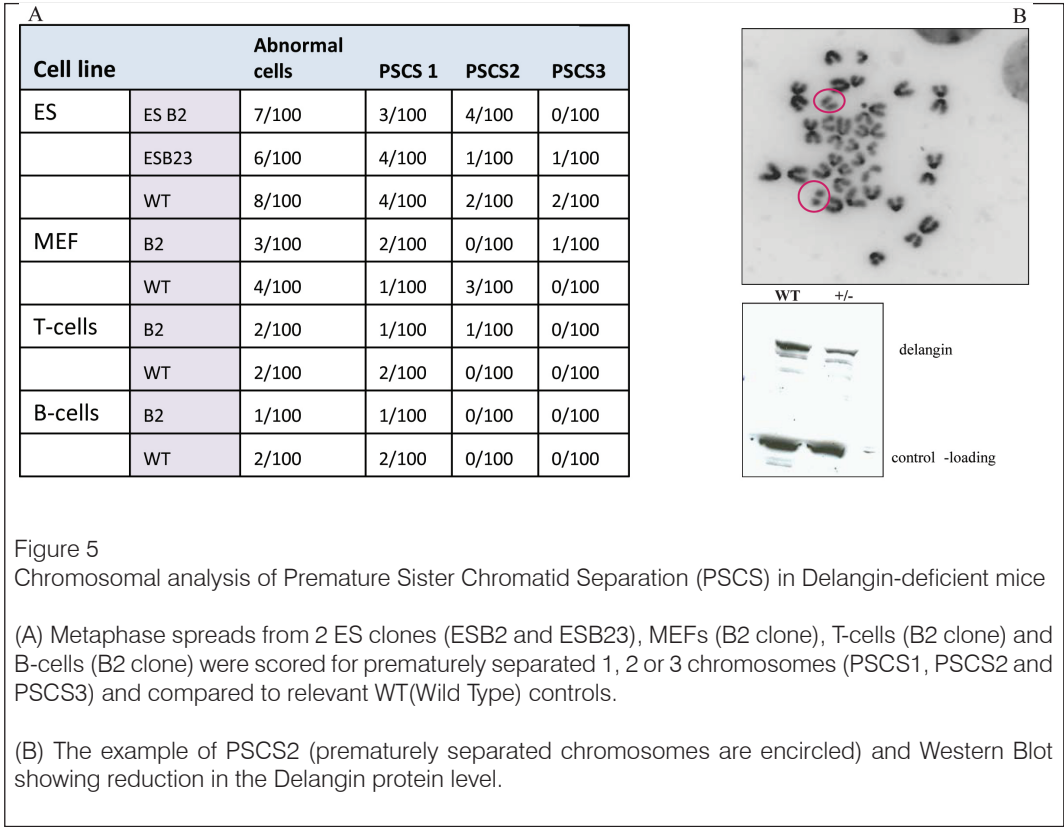 A
B
Cell line Abnormal cells PSCS 1 PSCS2 PSCS3
ES ES B2 7/100 3/100 4/100 0/100
ESB23 6/100 4/100 1/100 1/100
WT 8/100 4/100 2/100 2/100
MEF B2 3/100 2/100 0/100 1/100
WT 4/100 1/100 3/100 0/100
T-cells B2 2/100 1/100 1/100 0/100
WT 2/100 2/100 0/100 0/100
B-cells B2 1/100 1/100 0/100 0/100
WT 2/100 2/100 0/100 0/100
WT +/-
delangin
control -loading
Figure 5
Chromosomal analysis of Premature Sister Chromatid Separation (PSCS) in Delangin-deficient mice
(A) Metaphase spreads from 2 ES clones (ESB2 and ESB23), MEFs (B2 clone), T-cells (B2 clone) and
B-cells (B2 clone) were scored for prematurely separated 1, 2 or 3 chromosomes (PSCS1, PSCS2 and
PSCS3) and compared to relevant WT(Wild Type) controls.
(B) The example of PSCS2 (prematurely separated chromosomes are encircled) and Western Blot
showing reduction in the Delangin protein level.